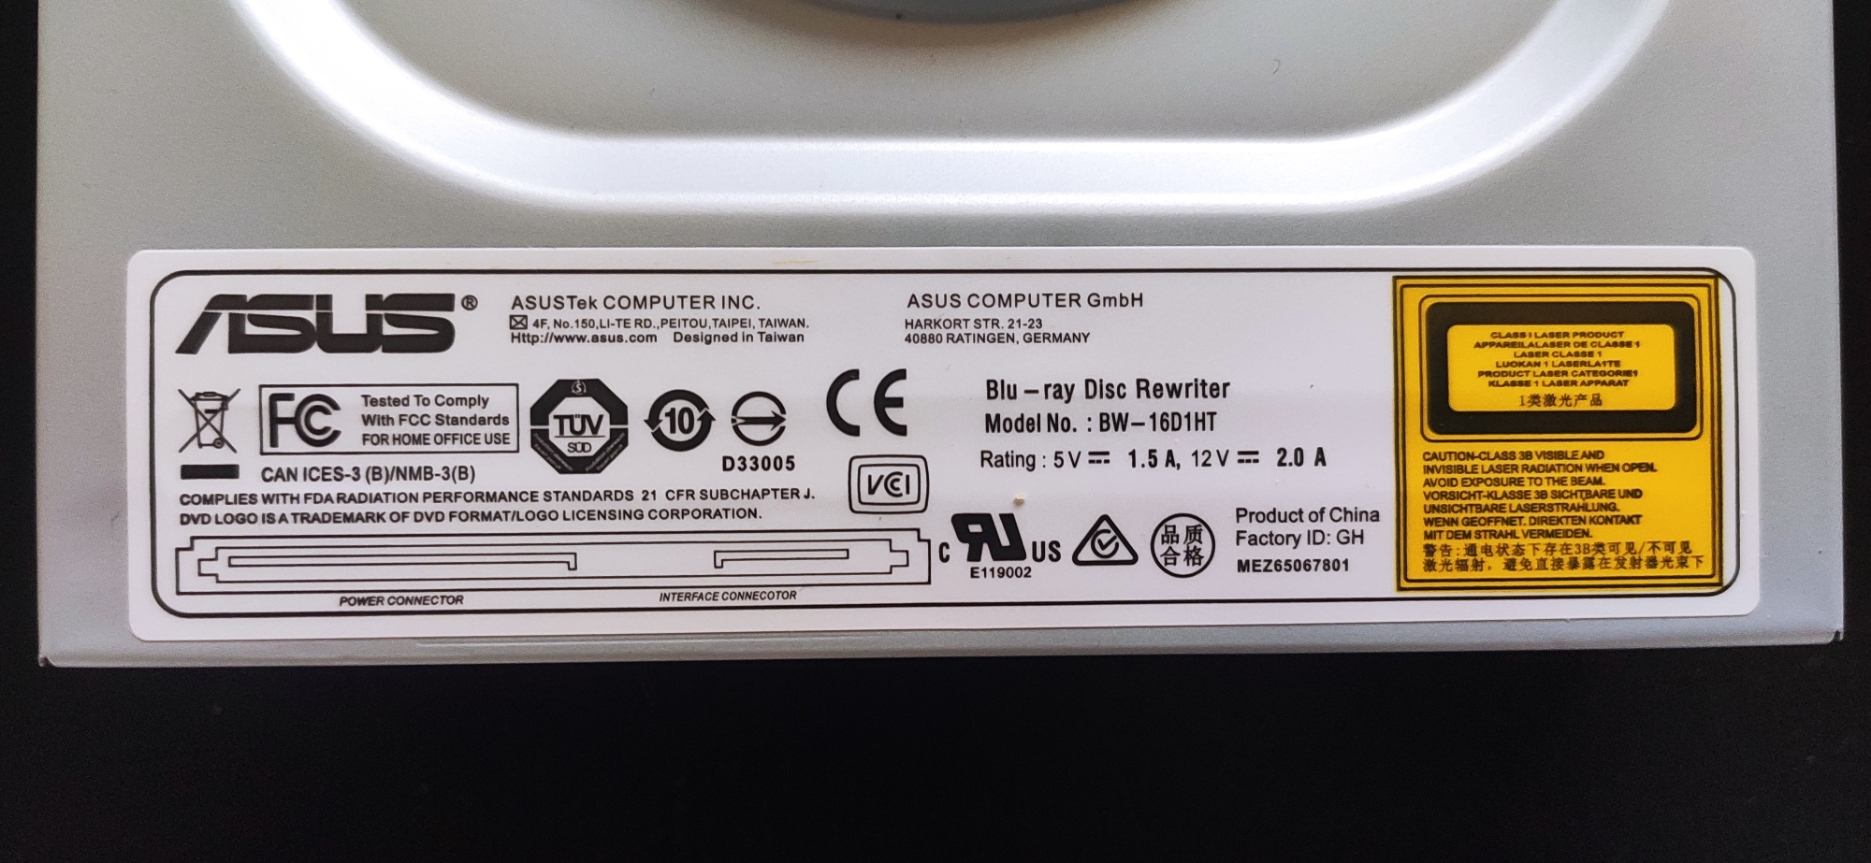 ASUS®
ASUSTek COMPUTER INC.
4F, No.150,LI-TE RD.,PEITOU,TAIPEI, TAIWAN.
Http://www.asus.com Designed in Taiwan
ASUS COMPUTER GmbH
HARKORT STR. 21-23
40880 RATINGEN, GERMANY
FC
Tested To Comply
With FCC Standards
FOR HOME OFFICE USE
TÜV
SÜD
10
D33005
CE
Blu-ray Disc Rewriter
Model No. : BW-16D1HT
Rating : 5V 1.5 A, 12V 2.0 A
CAN ICES-3 (B)/NMB-3(B)
VCI
COMPLIES WITH FDA RADIATION PERFORMANCE STANDARDS 21 CFR SUBCHAPTER J.
DVD LOGO IS A TRADEMARK OF DVD FORMAT/LOGO LICENSING CORPORATION.
POWER CONNECTOR
INTERFACE CONNECOTOR
C RU US
E119002
品质
合格
Product of China
Factory ID: GH
MEZ65067801
CLASS I LASER PRODUCT
APPAREILALASER DE CLASSE 1
LASER CLASSE 1
LUOKAN 1 LASERLAITE
PRODUCT LASER CATEGORIE1
KLASSE 1 LASER APPARAT
1类激光产品
CAUTION-CLASS 3B VISIBLE AND
INVISIBLE LASER RADIATION WHEN OPEN.
AVOID EXPOSURE TO THE BEAM.
VORSICHT-KLASSE 3B SICHTBARE UND
UNSICHTBARE LASERSTRAHLUNG.
WENN GEOFFNET. DIREKTEN KONTAKT
MIT DEM STRAHL VERMEIDEN.
警告:通电状态下存在3B类可见/不可见
激光辐射，避免直接暴露在发射器光束下